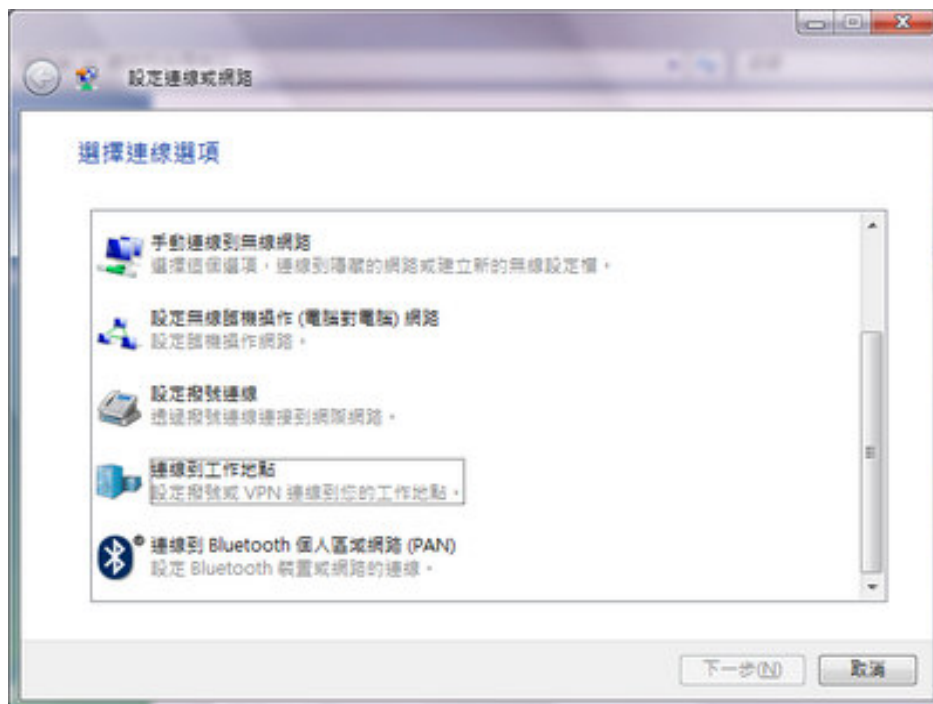 設定連線或網路
選擇連線選項
手動連線到無線網路
選擇這個選項，連線到隱藏的網路或建立新的無線設定檔。
設定無線臨機操作 (電腦對電腦) 網路
設定臨機操作網路。
設定撥號連線
透過撥號連線連接到網際網路。
連線到工作地點
設定撥號或 VPN 連線到您的工作地點。
連線到 Bluetooth 個人區域網路 (PAN)
設定 Bluetooth 裝置或網路的連線。
下一步(N)
取消